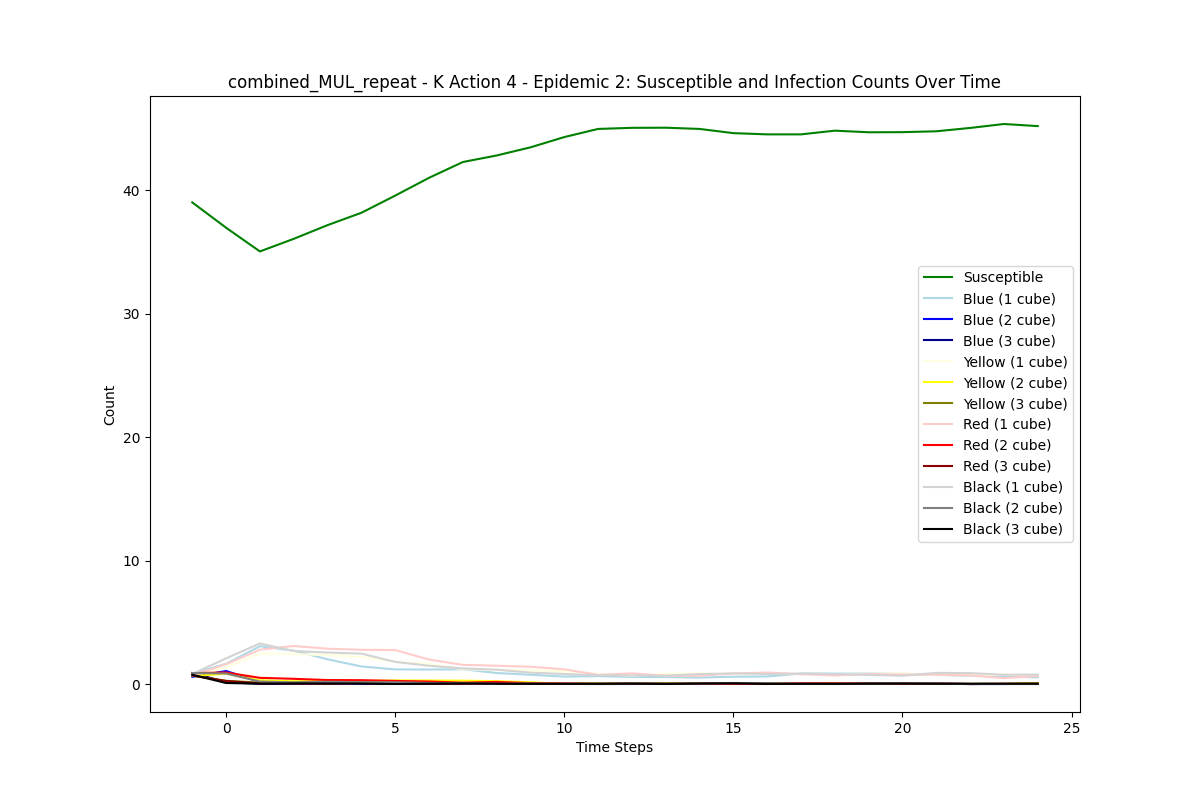 combined_MUL_repeat - K Action 4 - Epidemic 2: Susceptible and Infection Counts Over Time
Count
40
30
20
10
0
Susceptible
Blue (1 cube)
Blue (2 cube)
Blue (3 cube)
Yellow (1 cube)
Yellow (2 cube)
Yellow (3 cube)
Red (1 cube)
Red (2 cube)
Red (3 cube)
Black (1 cube)
Black (2 cube)
Black (3 cube)
0 5 10 15 20 25
Time Steps